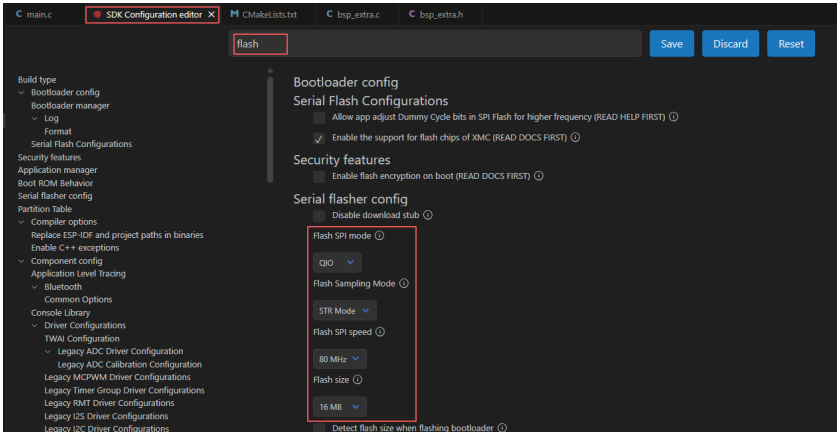 C main.c
SDK Configuration editor ×
M CMakeLists.txt
C bsp_extra.c
C bsp_extra.h
flash
Save
Discard
Reset
Build type
Bootloader config
Bootloader manager
Log
Format
Serial Flash Configurations
Security features
Application manager
Boot ROM Behavior
Serial flasher config
Partition Table
Compiler options
Replace ESP-IDF and project paths in binaries
Enable C++ exceptions
Component config
Application Level Tracing
Bluetooth
Common Options
Console Library
Driver Configurations
TWAI Configuration
Legacy ADC Driver Configuration
Legacy ADC Calibration Configuration
Legacy MCPWM Driver Configurations
Legacy Timer Group Driver Configurations
Legacy RMT Driver Configurations
Legacy I2S Driver Configurations
Legacy I2C Driver Configurations
Bootloader config
Serial Flash Configurations
Allow app adjust Dummy Cycle bits in SPI Flash for higher frequency (READ HELP FIRST)
Enable the support for flash chips of XMC (READ DOCS FIRST)
Security features
Enable flash encryption on boot (READ DOCS FIRST)
Serial flasher config
Disable download stub
Flash SPI mode
QIO
Flash Sampling Mode
STR Mode
Flash SPI speed
80 MHz
Flash size
16 MB
Detect flash size when flashing bootloader